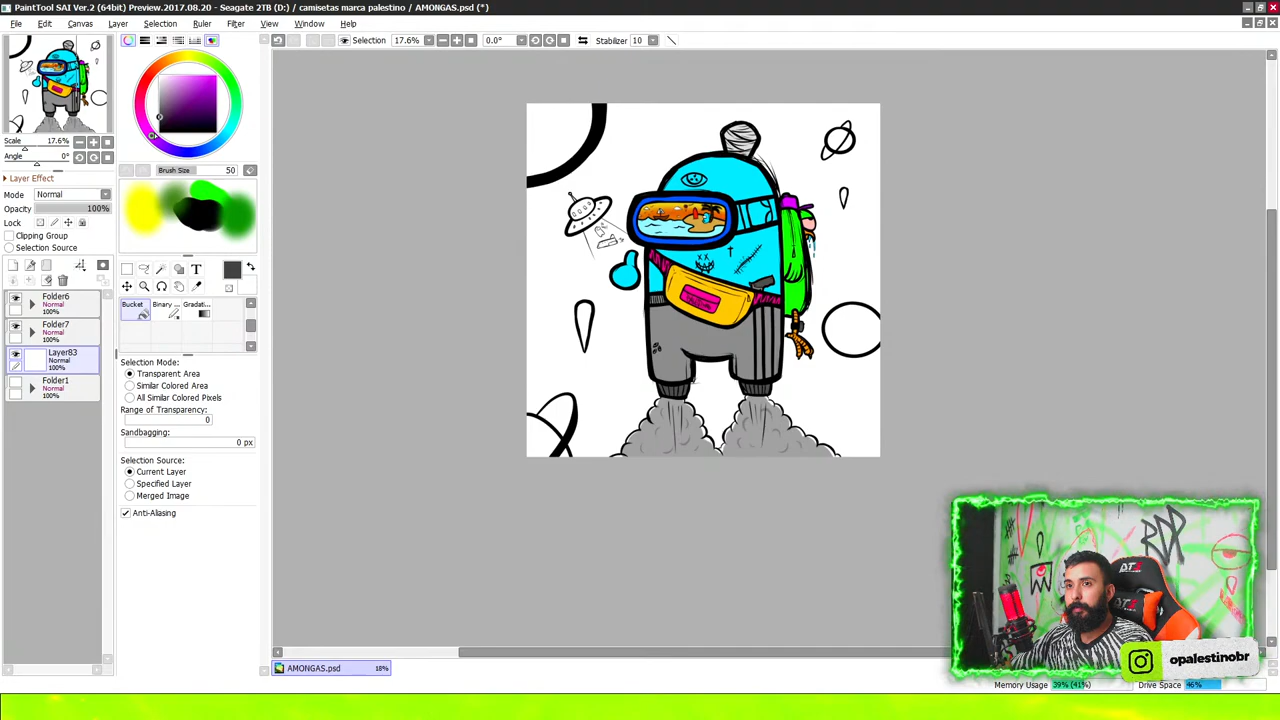 PaintTool SAI Ver.2 (64bit) Preview.2017.08.20 - Seagate 2TB (D:) / camisetas marca palestino / AMONGAS.psd (*)
File Edit Canvas Layer Selection Ruler Filter View Window Help
Selection 17.6% 0.0° Stabilizer 10
Scale 17.6%
Angle 0°
Layer Effect
Mode Normal
Opacity 100%
Lock
Clipping Group
Selection Source
Folder6
Normal
100%
Folder7
Normal
100%
Layer83
Normal
100%
Folder1
Normal
100%
Brush Size 50
T
Bucket Binary ... Gradati...
Selection Mode:
Transparent Area
Similar Colored Area
All Similar Colored Pixels
Range of Transparency:
0
Sandbagging:
0 px
Selection Source:
Current Layer
Specified Layer
Merged Image
Anti-Aliasing
AMONGAS.psd 18%
opalestinobr
Memory Usage 39% (41%) Drive Space 46%